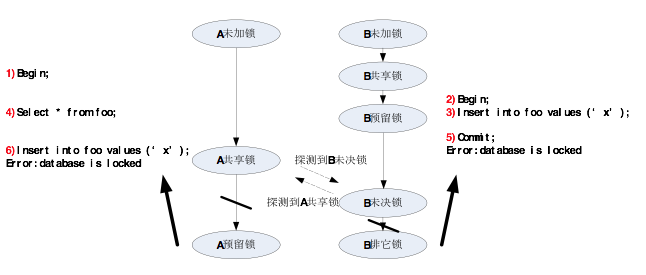 A未加锁
B未加锁
1) Begin;
B共享锁
2) Begin;
4) Select * from foo;
B预留锁
3) Insert into foo values (‘x’);
5) Commit;
6) Insert into foo values (‘x’);
Error:database is locked
Error:database is locked
A共享锁
探测到B未决锁
探测到A共享锁
B未决锁
A预留锁
B排它锁